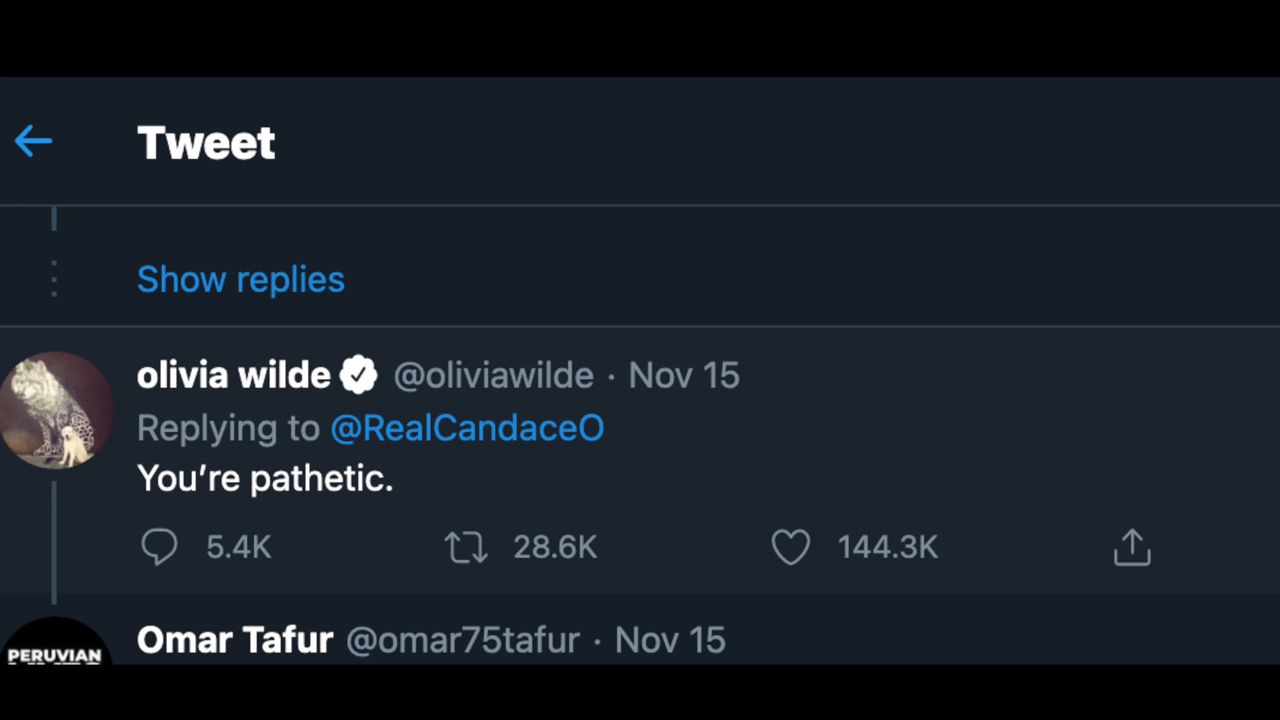 Tweet
Show replies
olivia wilde @oliviawilde · Nov 15
Replying to @RealCandaceO
You’re pathetic.
5.4K 28.6K 144.3K
Omar Tafur @omar75tafur · Nov 15
PERUVIAN